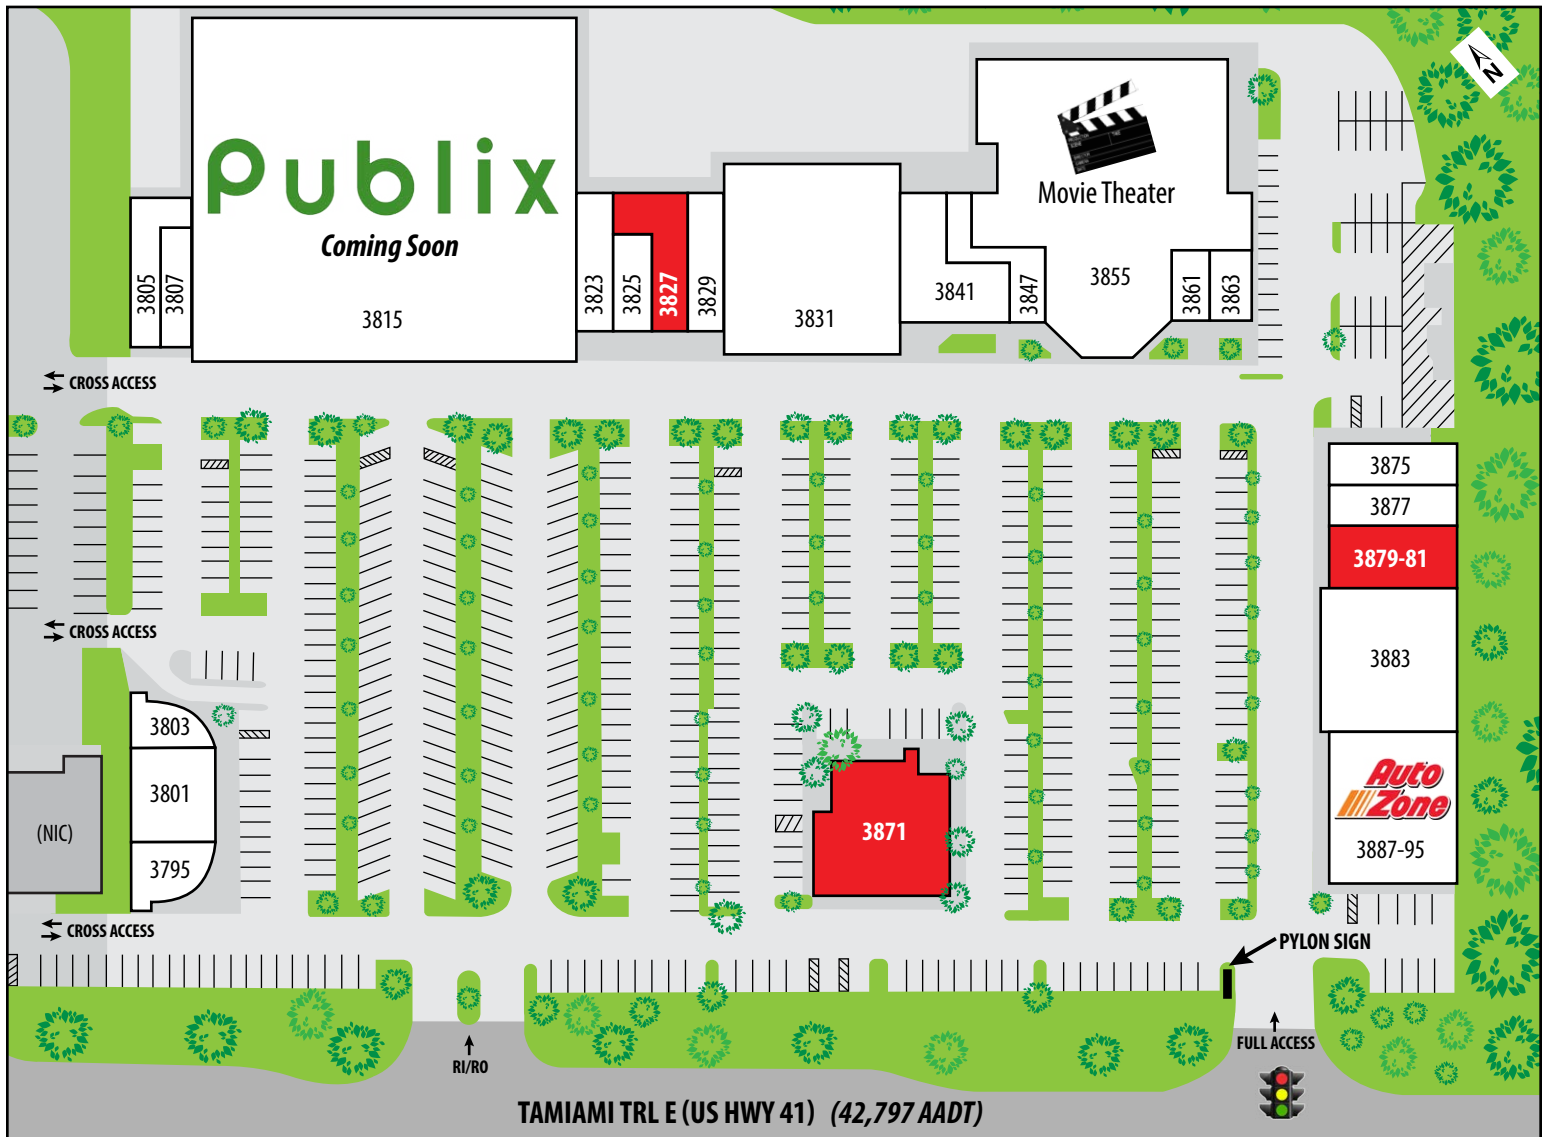 N
Publix
Coming Soon
Movie Theater
3805
3807
3815
3823
3825
3827
3829
3831
3841
3847
3855
3861
3863
CROSS ACCESS
3875
3877
3879-81
3883
Auto
Zone
3887-95
CROSS ACCESS
3803
3801
3795
(NIC)
3871
CROSS ACCESS
PYLON SIGN
RI/RO
FULL ACCESS
TAMIAMI TRL E (US HWY 41) (42,797 AADT)